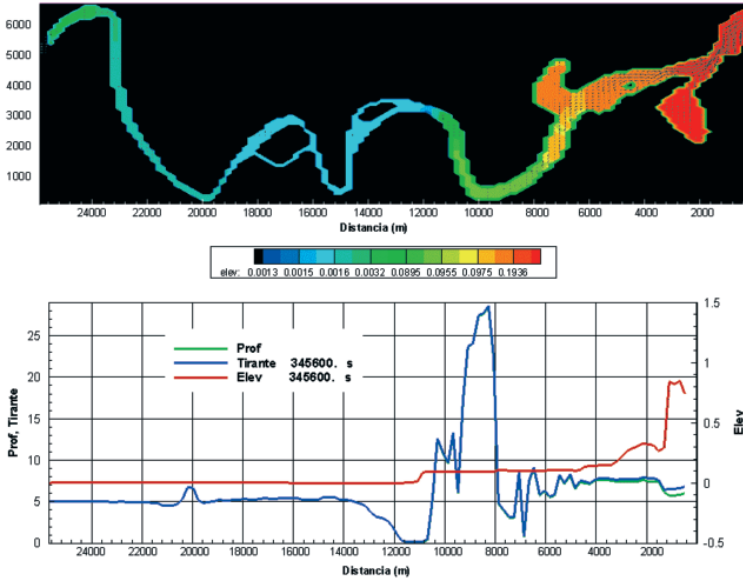 6000
5000
4000
3000
2000
1000
24000 22000 20000 18000 16000 14000 12000 10000 8000 6000 4000 2000
Distancia (m)
elev: 0.0013 0.0015 0.0016 0.0032 0.0895 0.0955 0.0975 0.1936
25 1.5
20 1
15 0.5
10 0
5 -0.5
0
Prof, Tirante
Elev
Prof
Tirante 345600. s
Elev 345600. s
24000 22000 20000 18000 16000 14000 12000 10000 8000 6000 4000 2000
Distancia (m)